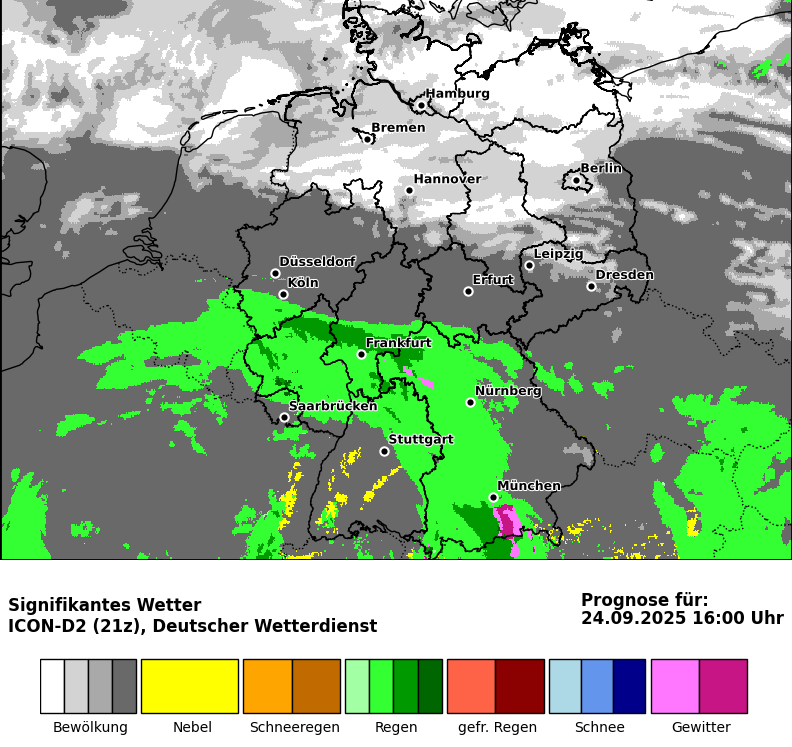 Hamburg
Bremen
Berlin
Hannover
Leipzig
Düsseldorf
Dresden
Köln
Erfurt
Frankfurt
Nürnberg
Saarbrücken
Stuttgart
München
Signifikantes Wetter
ICON-D2 (21z), Deutscher Wetterdienst
Prognose für:
24.09.2025 16:00 Uhr
Bewölkung
Nebel
Schneeregen
Regen
gefr. Regen
Schnee
Gewitter